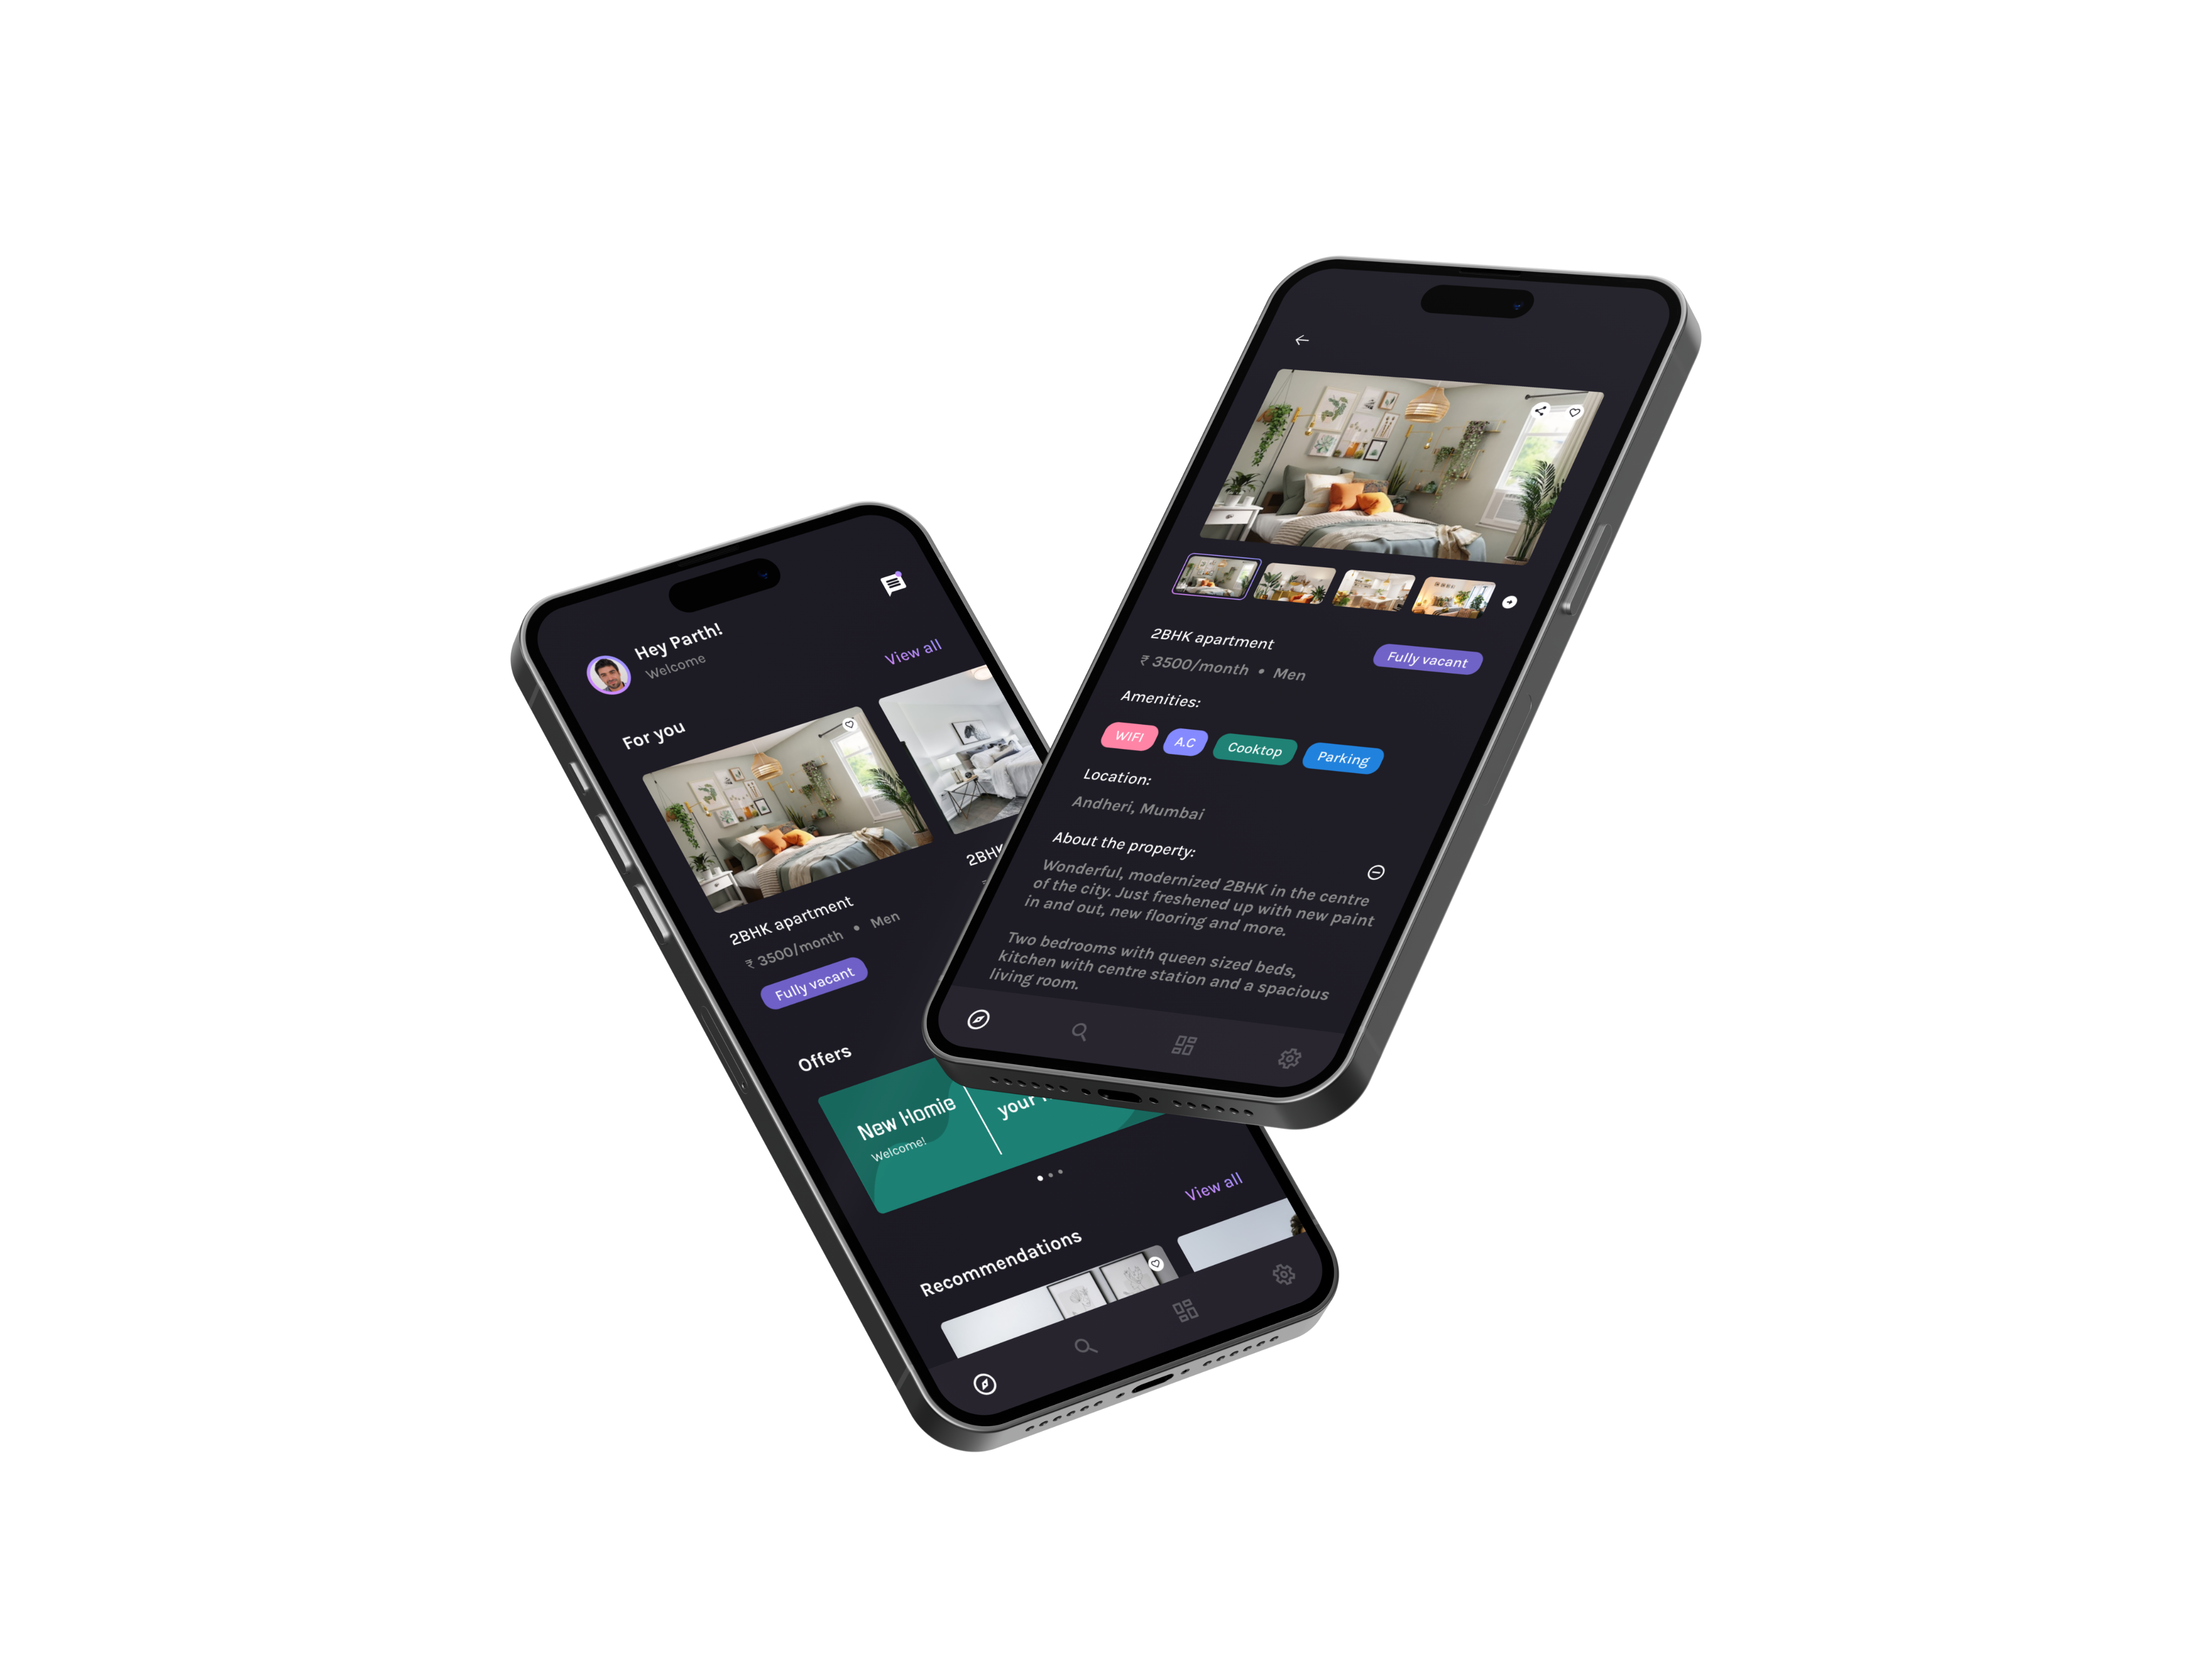 Hey Parth!
Welcome
View all
For you
2BHK apartment
₹ 3500/month • Men
Fully vacant
2BHK
Offers
New Homie
Welcome!
your
View all
Recommendations
2BHK apartment
₹ 3500/month • Men
Fully vacant
Amenities:
WIFI
A.C
Cooktop
Parking
Location:
Andheri, Mumbai
About the property:
Wonderful, modernized 2BHK in the centre
of the city. Just freshened up with new paint
in and out, new flooring and more.
Two bedrooms with queen sized beds,
kitchen with centre station and a spacious
living room.